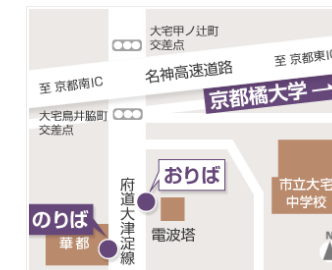 大宅甲ノ辻町
交差点
至 京都東IC
名神高速道路
至 京都南IC
京都橘大学
大宅鳥井脇町
交差点
おりば
府道大津淀線
市立大宅
中学校
のりば
電波塔
華都
N